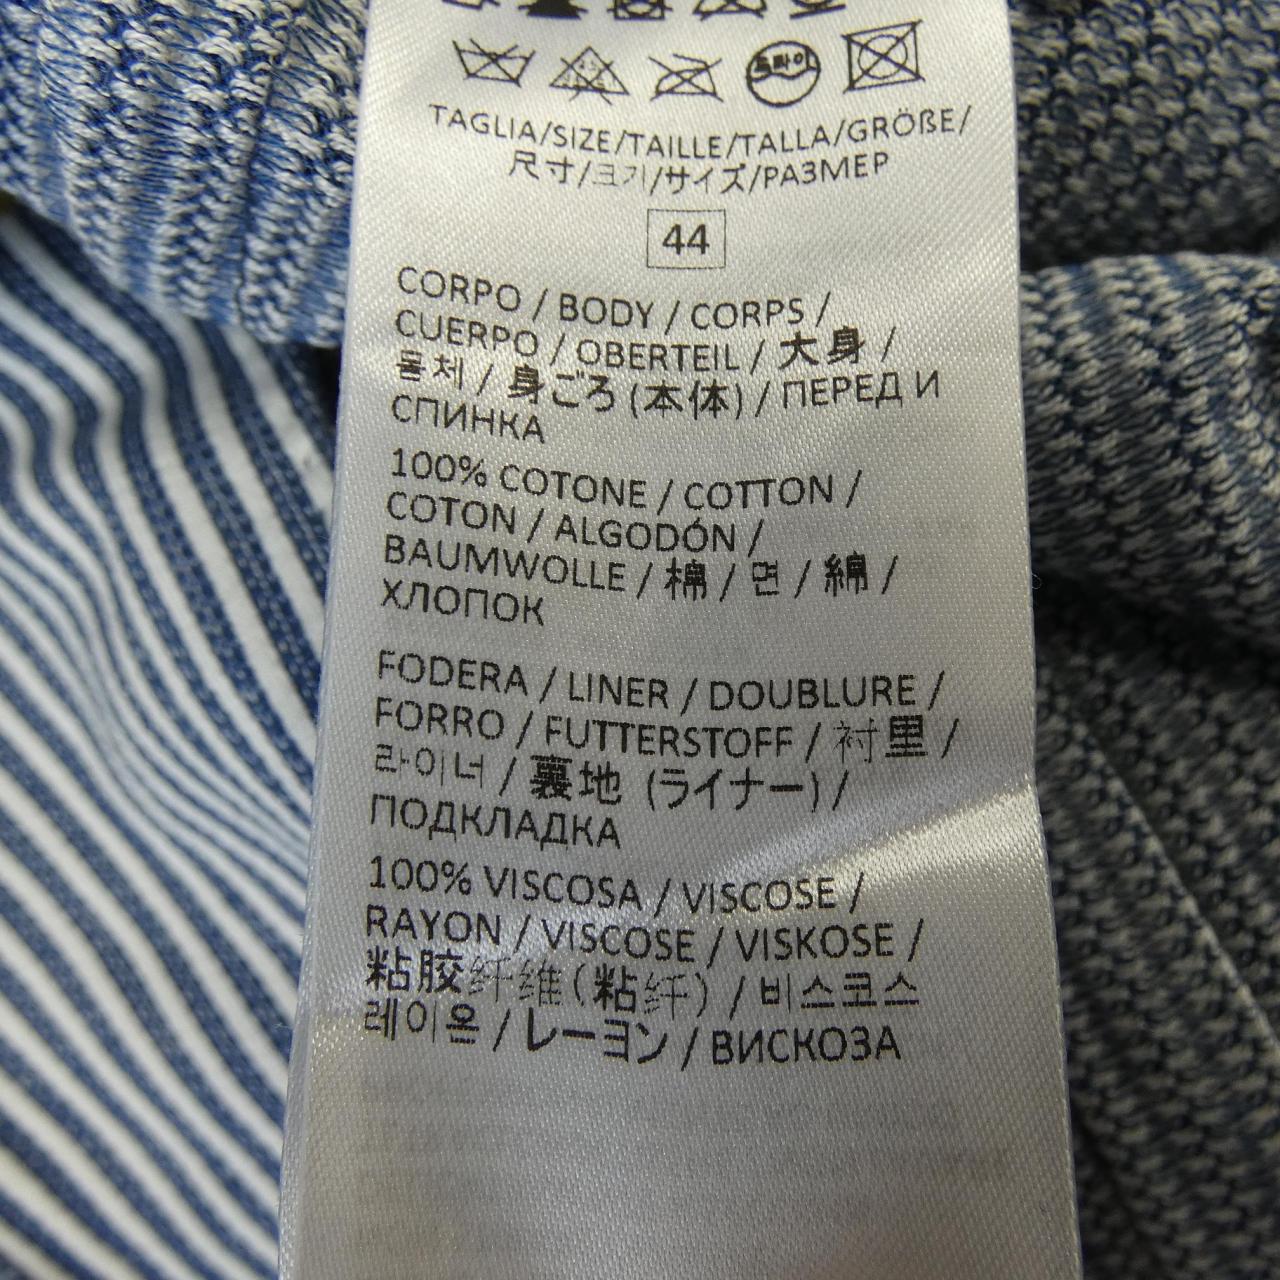 드라이
TAGLIA/SIZE/TAILLE/TALLA/GRÖßE/
尺寸/크기/サイズ/РАЗМЕР
44
CORPO / BODY / CORPS /
CUERPO / OBERTEIL / 大身 /
몸체 / 身ごろ (本体) / ПЕРЕД И
СПИНКА
100% COTONE / COTTON /
COTON / ALGODÓN /
BAUMWOLLE / 棉 / 면 / 綿 /
ХЛОПОК
FODERA / LINER / DOUBLURE /
FORRO / FUTTERSTOFF / 衬里 /
라이너 / 裏地 (ライナー) /
ПОДКЛАДКА
100% VISCOSA / VISCOSE /
RAYON / VISCOSE / VISKOSE /
粘胶纤维(粘纤) / 비스코스
레이온 / レーヨン / ВИСКОЗА